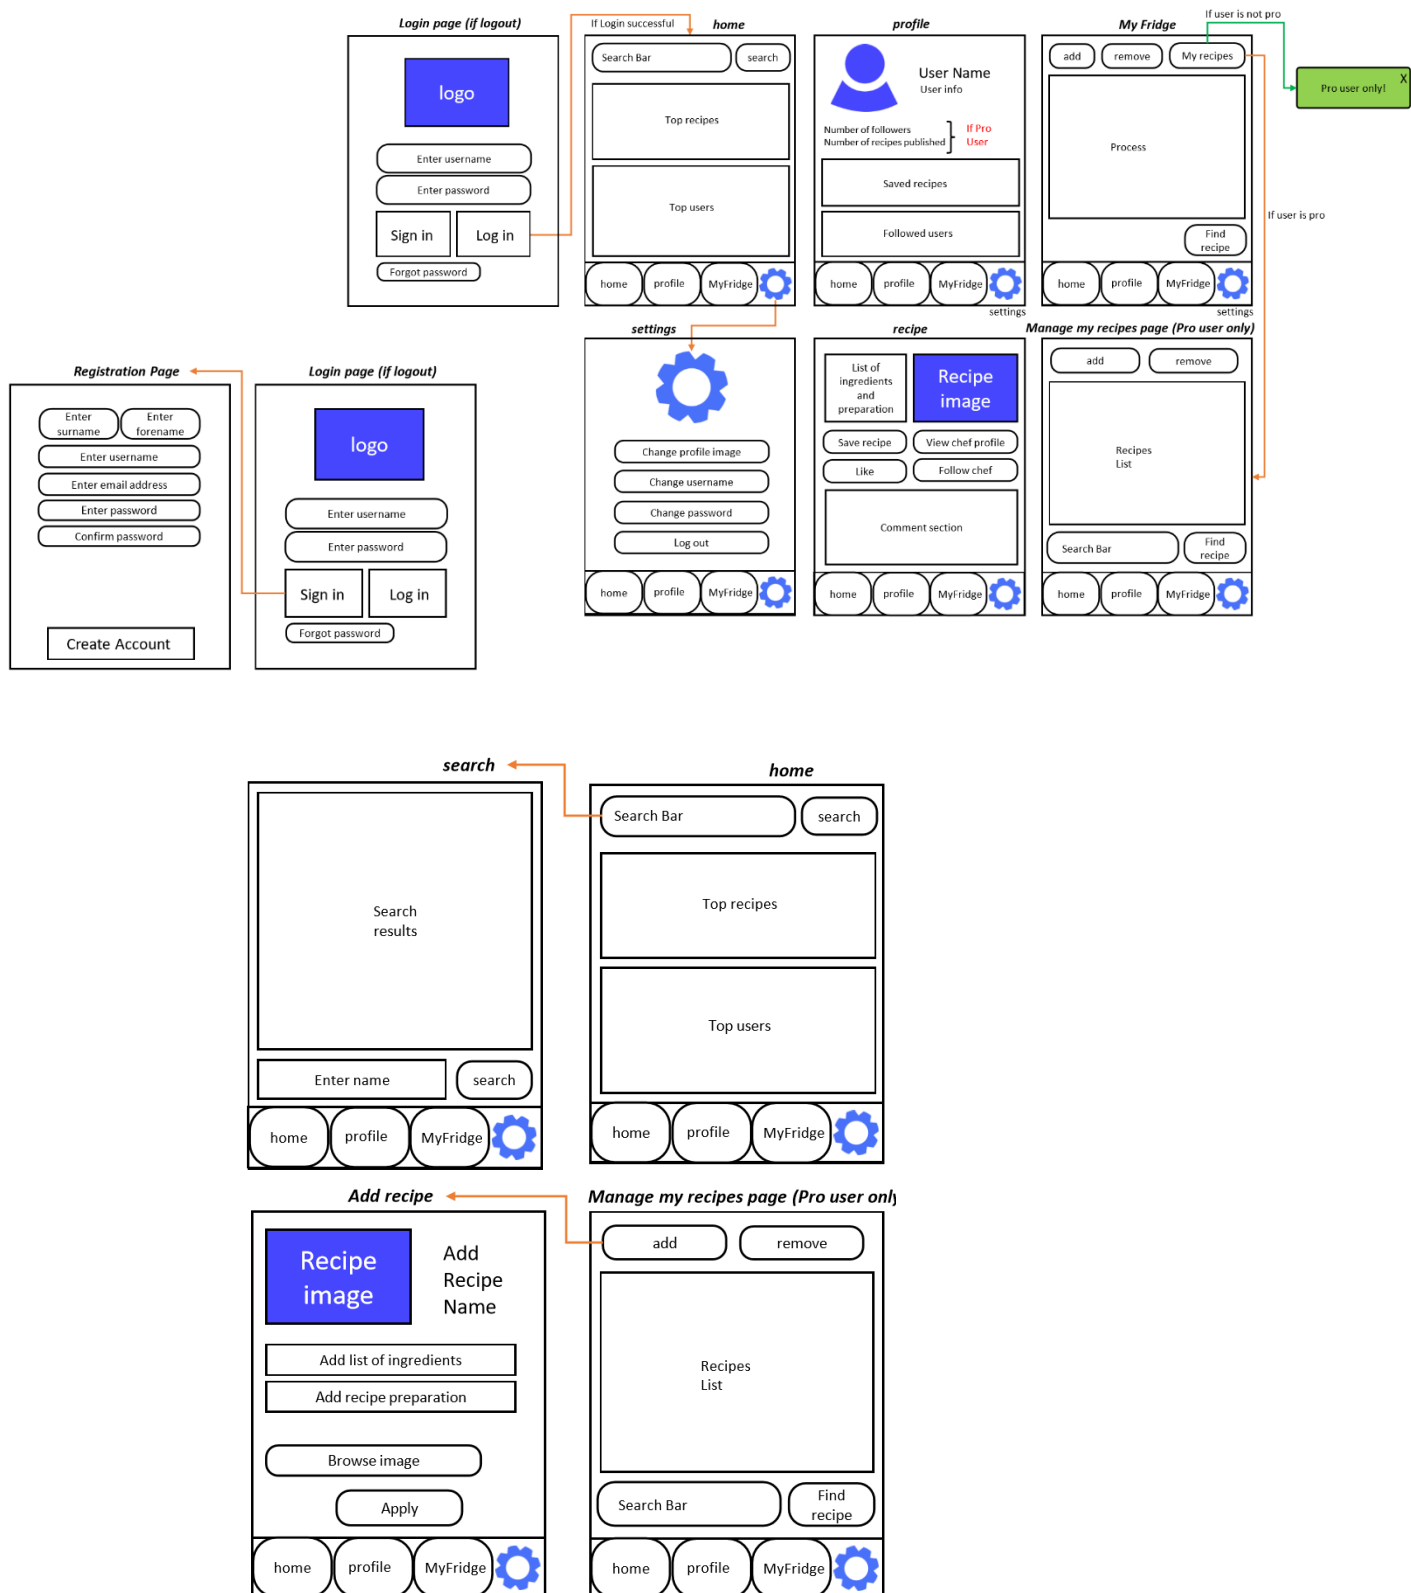 Login page (if logout)
logo
Enter username
Enter password
Sign in
Log in
Forgot password
If Login successful
home
Search Bar
search
Top recipes
Top users
home
profile
MyFridge
profile
User Name
User info
Number of followers
Number of recipes published
If Pro
User
Saved recipes
Followed users
home
profile
MyFridge
settings
My Fridge
If user is not pro
add
remove
My recipes
Process
Find
recipe
home
profile
MyFridge
settings
X
Pro user only!
If user is pro
Registration Page
Enter
surname
Enter
forename
Enter username
Enter email address
Enter password
Confirm password
Create Account
Login page (if logout)
logo
Enter username
Enter password
Sign in
Log in
Forgot password
settings
Change profile image
Change username
Change password
Log out
home
profile
MyFridge
recipe
List of
ingredients
and
preparation
Recipe
image
Save recipe
View chef profile
Like
Follow chef
Comment section
home
profile
MyFridge
Manage my recipes page (Pro user only)
add
remove
Recipes
List
Search Bar
Find
recipe
home
profile
MyFridge
search
Search
results
Enter name
search
home
profile
MyFridge
home
Search Bar
search
Top recipes
Top users
home
profile
MyFridge
Add recipe
Recipe
image
Add
Recipe
Name
Add list of ingredients
Add recipe preparation
Browse image
Apply
home
profile
MyFridge
Manage my recipes page (Pro user only
add
remove
Recipes
List
Search Bar
Find
recipe
home
profile
MyFridge